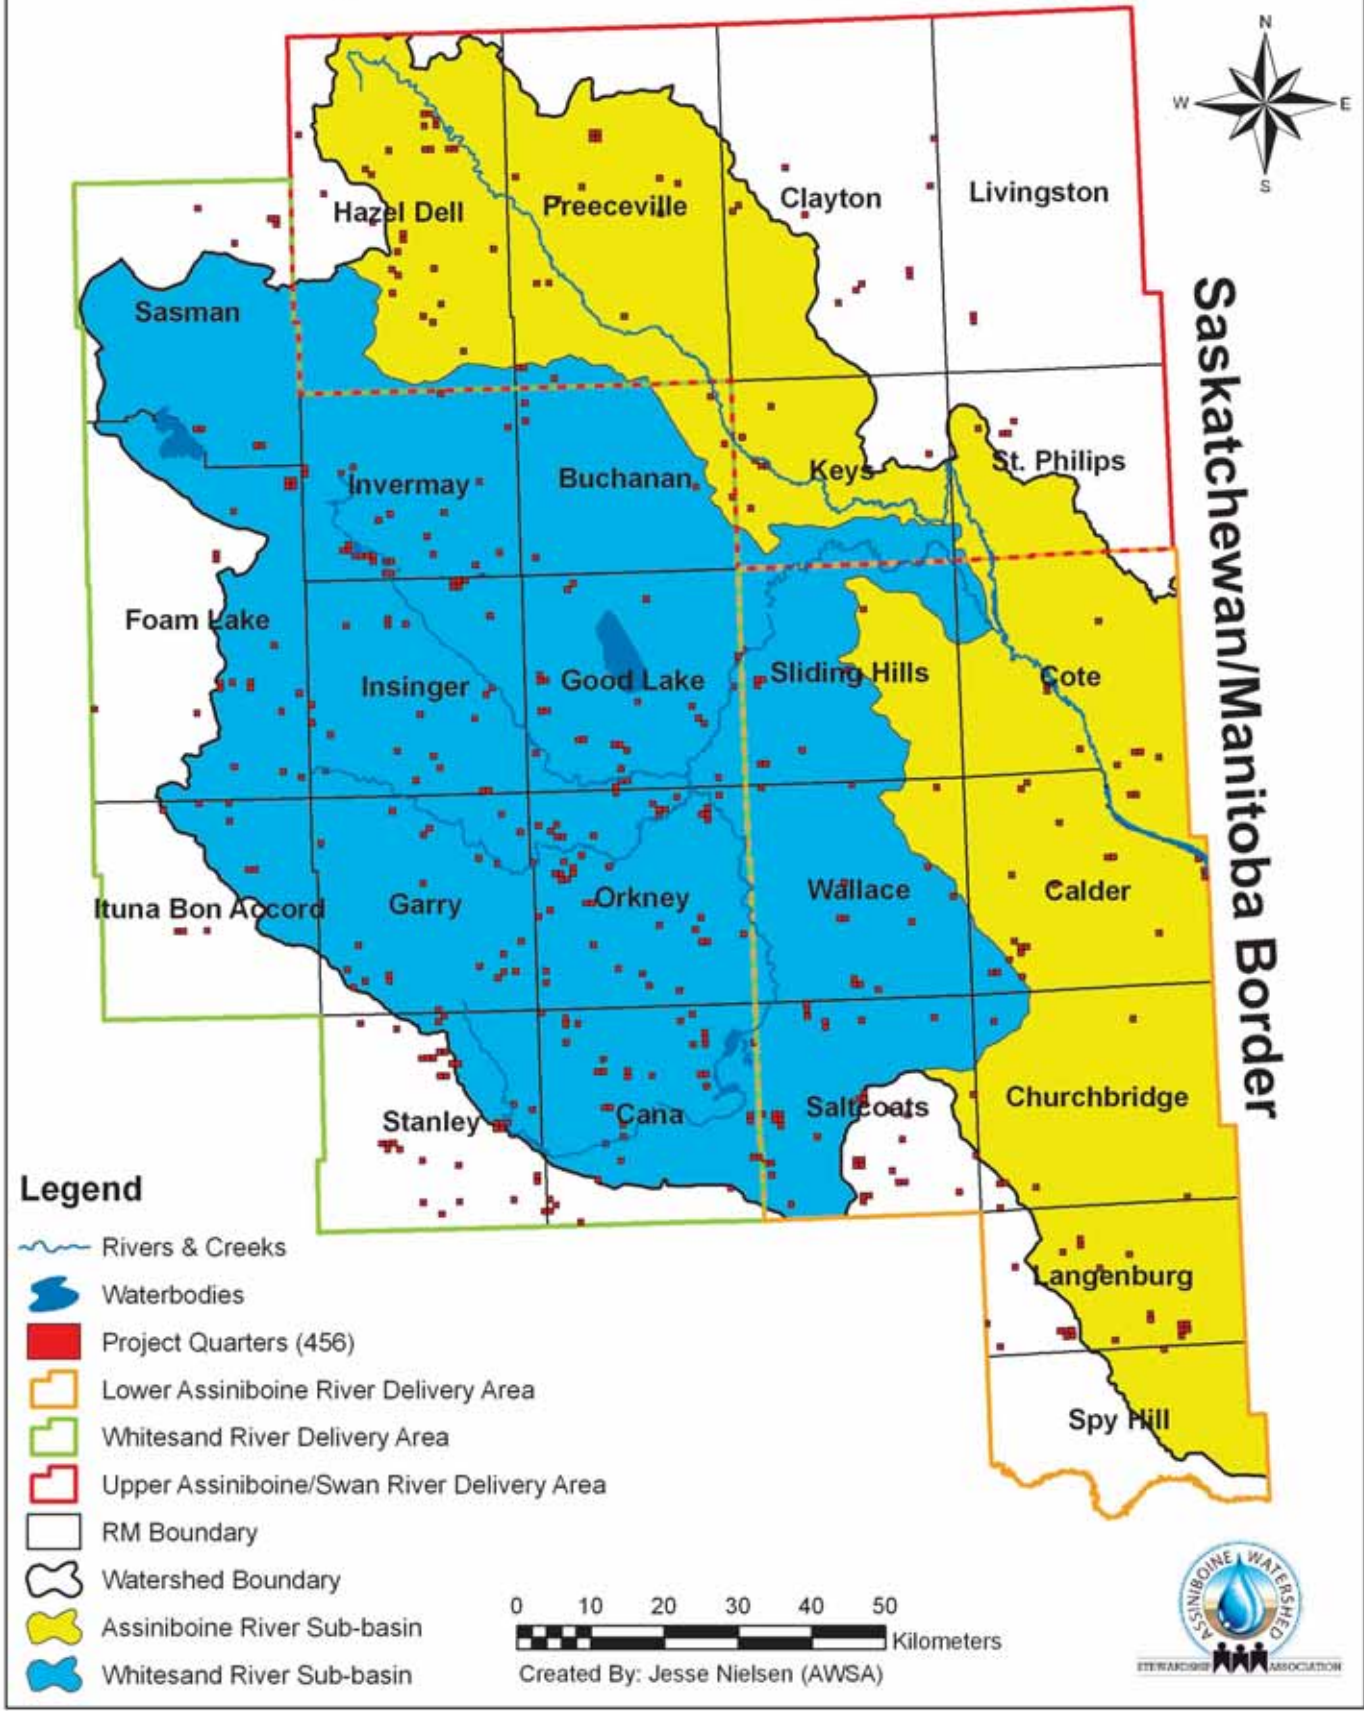 N
W
E
S
Hazel Dell
Preeceville
Clayton
Livingston
Sasman
Saskatchewan/Manitoba Border
Invermay
Buchanan
Keys
St. Philips
Foam Lake
Insinger
Good Lake
Sliding Hills
Cote
Ituna Bon Accord
Garry
Orkney
Wallace
Calder
Stanley
Cana
Saltcoats
Churchbridge
Langenburg
Spy Hill
Legend
Rivers & Creeks
Waterbodies
Project Quarters (456)
Lower Assiniboine River Delivery Area
Whitesand River Delivery Area
Upper Assiniboine/Swan River Delivery Area
RM Boundary
Watershed Boundary
Assiniboine River Sub-basin
Whitesand River Sub-basin
0 10 20 30 40 50
Kilometers
Created By: Jesse Nielsen (AWSA)
ASSINIBOINE WATERSHED
STEWARDSHIP ASSOCIATION